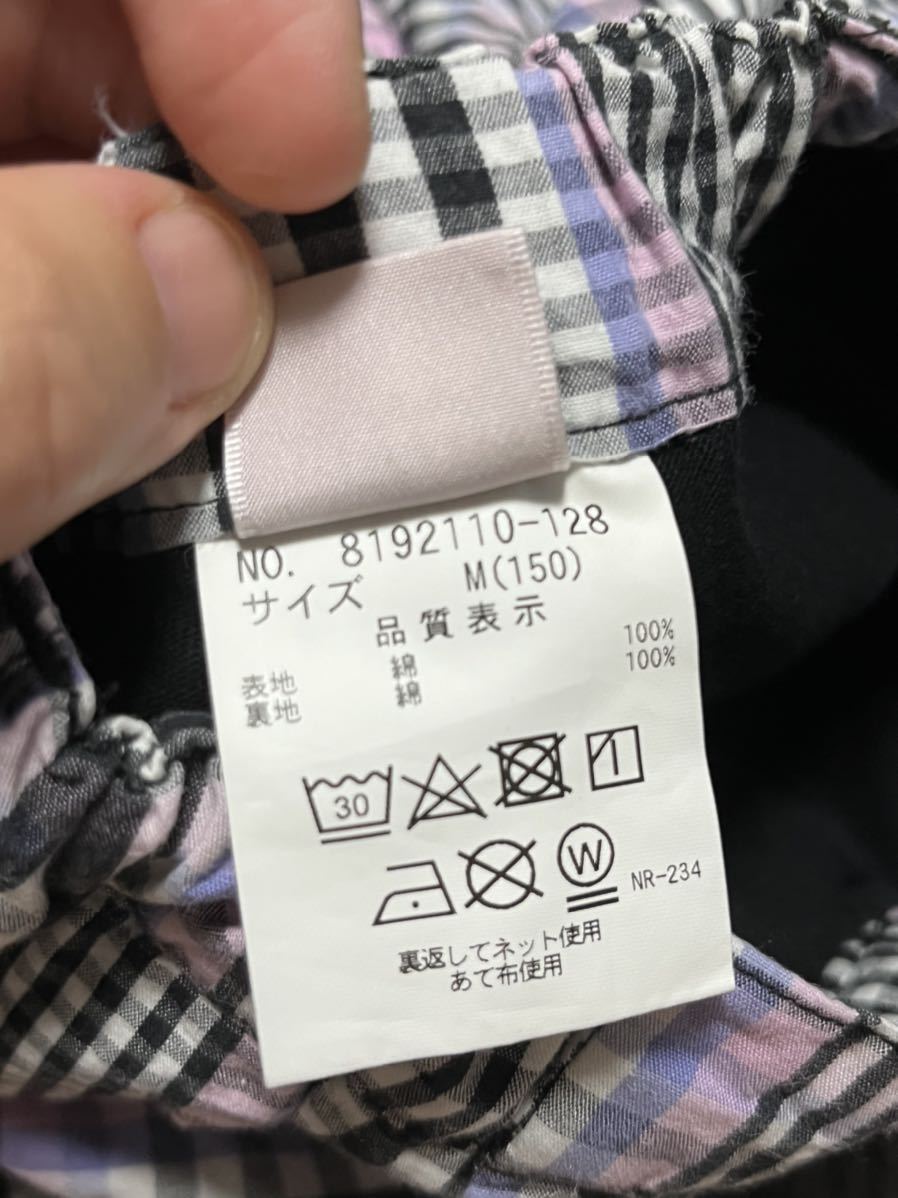 NO. 8192110-128
サイズ M(150)
品質表示
表地 綿 100%
裏地 綿 100%
30
W
NR-234
裏返してネット使用
あて布使用